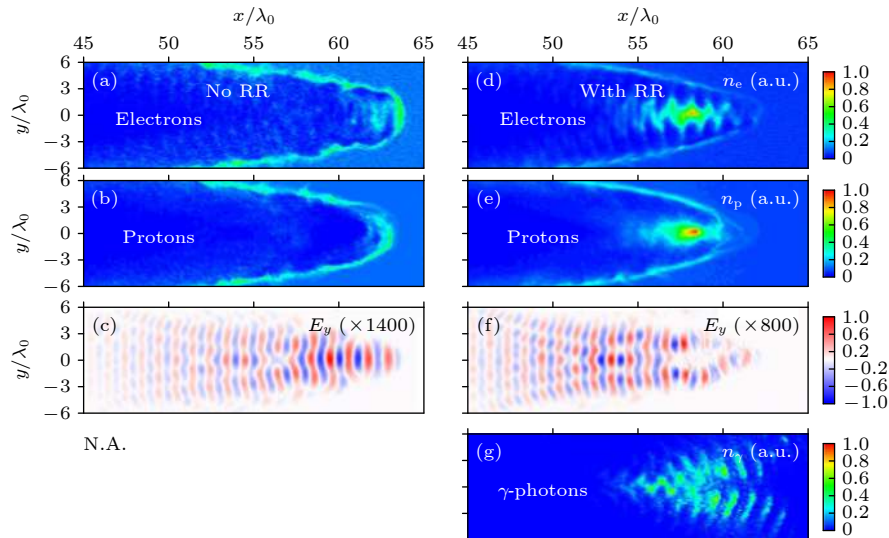 x/λ₀ x/λ₀
45 50 55 60 65 45 50 55 60 65
y/λ₀ 6 3 0 −3 −6 (a) No RR Electrons (d) With RR nₑ (a.u.) Electrons 1.0 0.8 0.6 0.4 0.2 0
y/λ₀ 6 3 0 −3 −6 (b) Protons (e) nₚ (a.u.) Protons 1.0 0.8 0.6 0.4 0.2 0
y/λ₀ 6 3 0 −3 −6 (c) E_y (×1400) (f) E_y (×800) 1.0 0.6 0.2 −0.2 −0.6 −1.0
N.A. (g) n_γ (a.u.) γ-photons 1.0 0.8 0.6 0.4 0.2 0